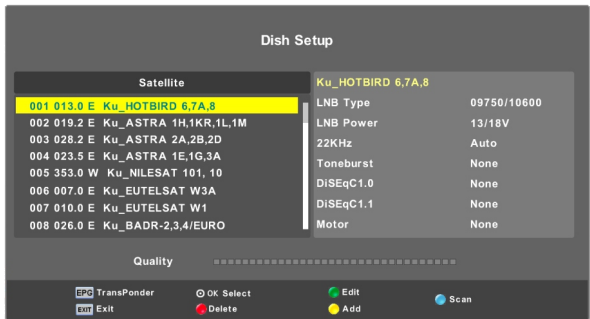 Dish Setup
Satellite
001 013.0 E Ku_HOTBIRD 6,7A,8
002 019.2 E Ku_ASTRA 1H,1KR,1L,1M
003 028.2 E Ku_ASTRA 2A,2B,2D
004 023.5 E Ku_ASTRA 1E,1G,3A
005 353.0 W Ku_NILESAT 101, 10
006 007.0 E Ku_EUTELSAT W3A
007 010.0 E Ku_EUTELSAT W1
008 026.0 E Ku_BADR-2,3,4/EURO
Ku_HOTBIRD 6,7A,8
LNB Type 09750/10600
LNB Power 13/18V
22KHz Auto
Toneburst None
DiSEqC1.0 None
DiSEqC1.1 None
Motor None
Quality
EPG TransPonder OK Select Edit Scan
EXIT Exit Delete Add